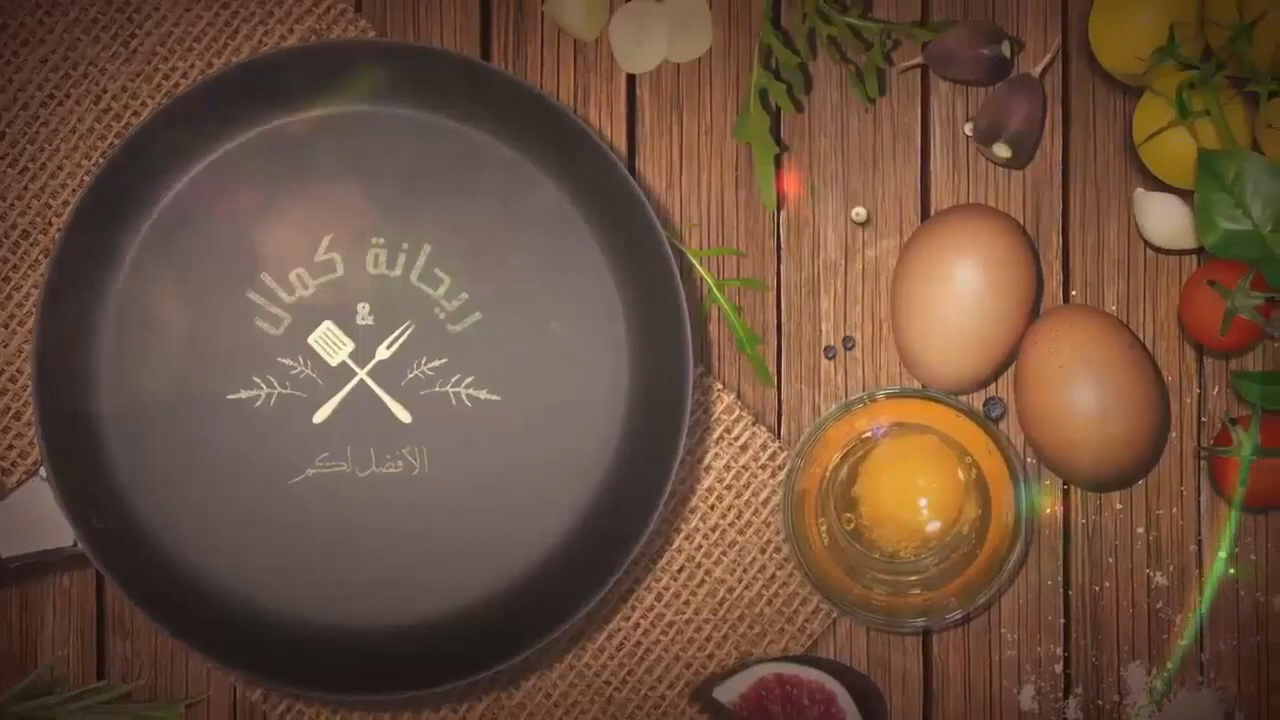 ريحانة كمال
&
الأفضل لكم